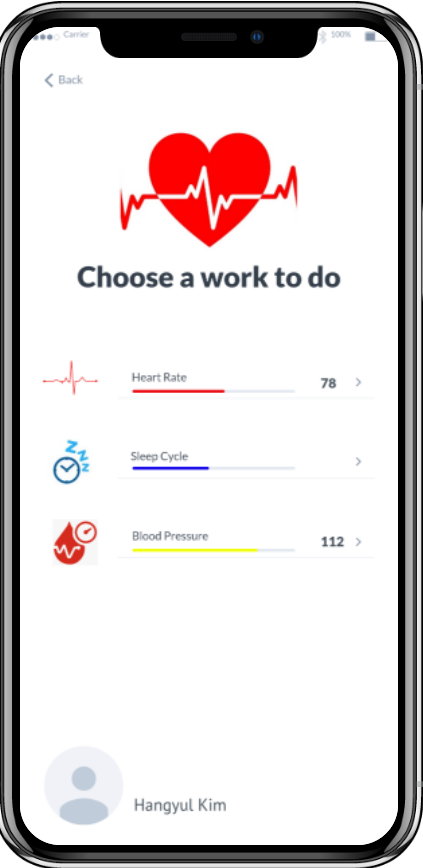 Carrier
100%
Back
Choose a work to do
Heart Rate
78
Sleep Cycle
Blood Pressure
112
Hangyul Kim